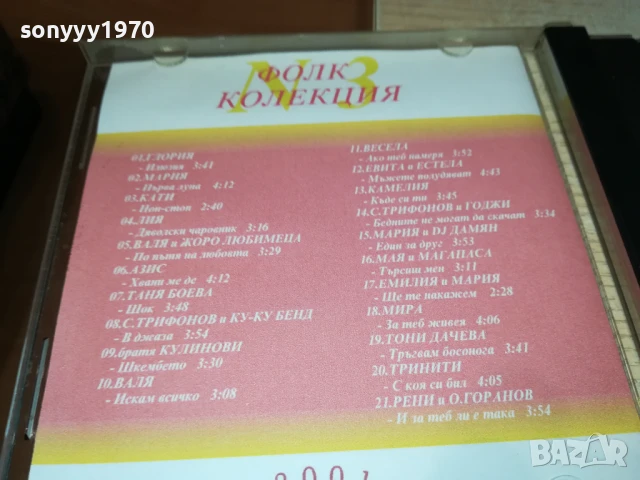 sonyyy1970
ФОЛК
N 3
КОЛЕКЦИЯ
01.ГЛОРИЯ
- Илюзия 3:41
02.МАРИЯ
- Първа луна 4:12
03.КАТИ
- Нон-стоп 2:40
04.ЛИЯ
- Дяволски чаровник 3:16
05.ВАЛЯ и ЖОРО ЛЮБИМЕЦА
- По пътя на любовта 3:29
06.АЗИС
- Хвани ме де 4:12
07.ТАНЯ БОЕВА
- Шок 3:48
08.С.ТРИФОНОВ и КУ-КУ БЕНД
- В джаза 3:54
09.братя КУЛИНОВИ
- Шкембето 3:30
10.ВАЛЯ
- Искам всичко 3:08
11.ВЕСЕЛА
- Ако теб намеря 3:52
12.ЕВИТА и ЕСТЕЛА
- Мъжете полудяват 4:43
13.КАМЕЛИЯ
- Къде си ти 3:45
14.С.ТРИФОНОВ и ГОДЖИ
- Бедните не могат да скачат 3:34
15.МАРИЯ и DJ ДАМЯН
- Един за друг 3:53
16.МАЯ и МАГАПАСА
- Търсиш мен 3:11
17.ЕМИЛИЯ и МАРИЯ
- Ще те накажем 2:28
18.МИРА
- За теб живея 4:06
19.ТОНИ ДАЧЕВА
- Тръгвам босонога 3:41
20.ТРИНИТИ
- С коя си бил 4:05
21.РЕНИ и О.ГОРАНОВ
- И за теб ли е така 3:54
2001
BAZAR